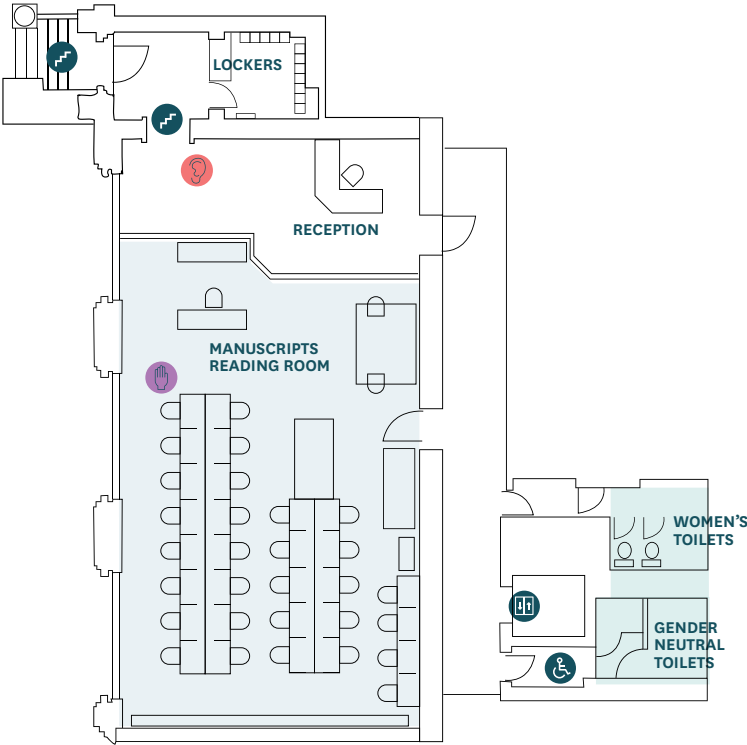 LOCKERS
RECEPTION
MANUSCRIPTS
READING ROOM
WOMEN'S
TOILETS
GENDER
NEUTRAL
TOILETS